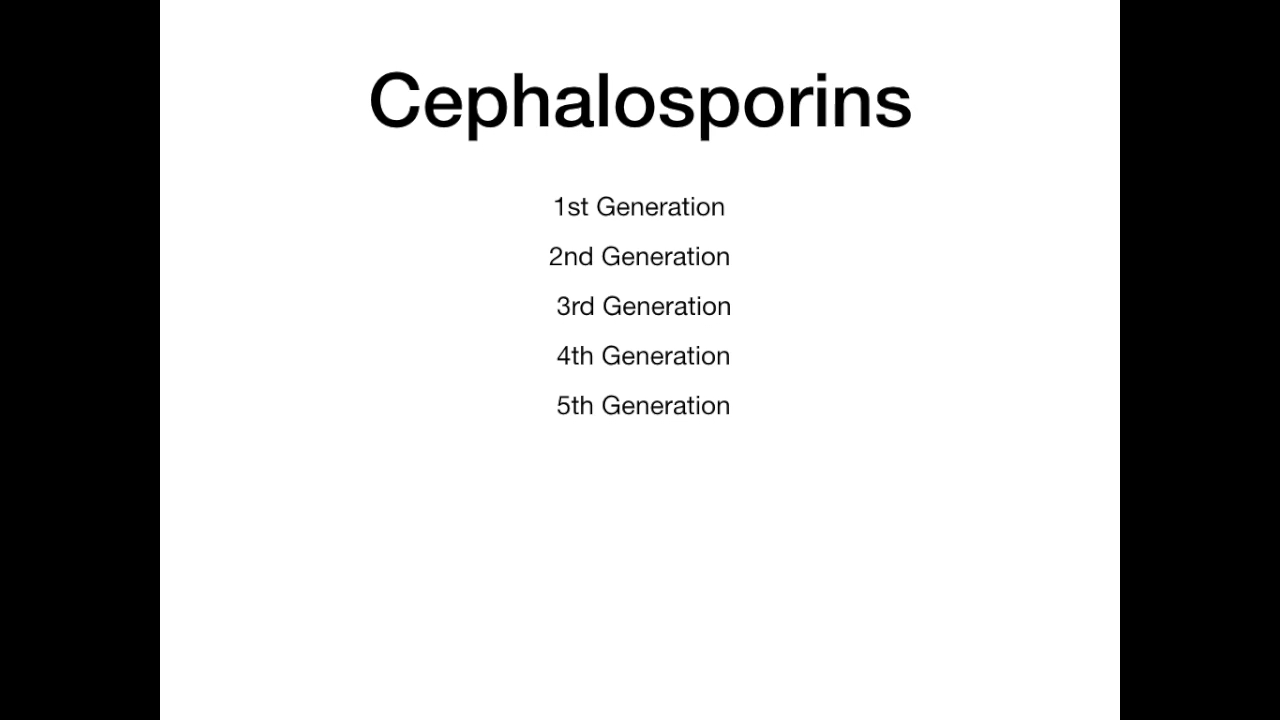 Cephalosporins
1st Generation
2nd Generation
3rd Generation
4th Generation
5th Generation